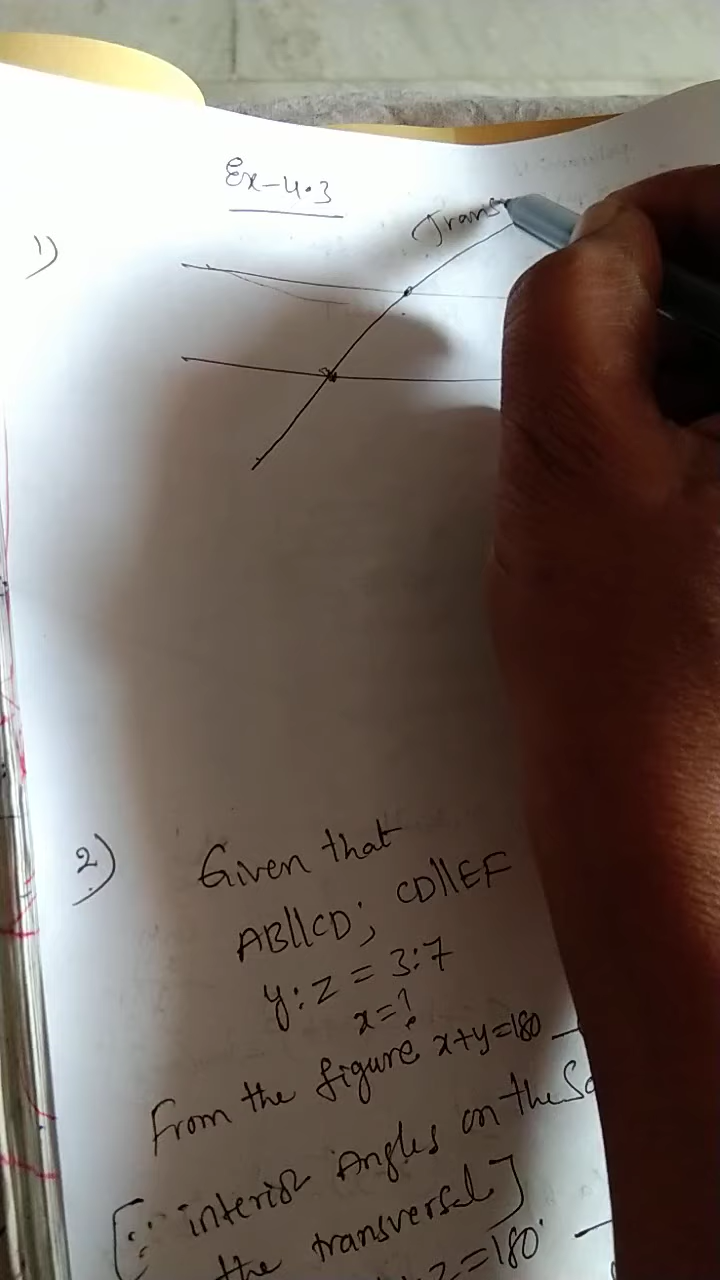 Ex-4.3
1)
Trans
2) Given that
AB||CD; CD||EF
y:z = 3:7
x=?
From the figure x+y=180
[∵ interior Angles on the
the transversal]
z=180°